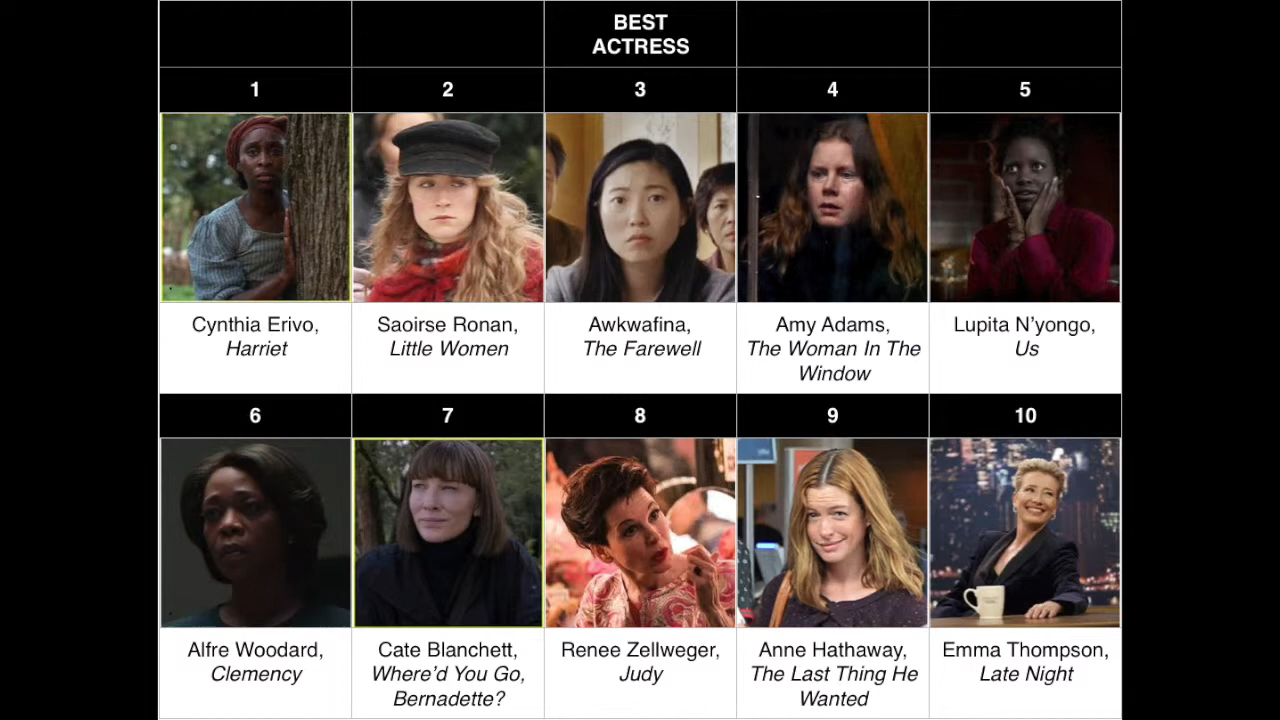 BEST
ACTRESS
1
2
3
4
5
Cynthia Erivo,
Harriet
Saoirse Ronan,
Little Women
Awkwafina,
The Farewell
Amy Adams,
The Woman In The
Window
Lupita N’yongo,
Us
6
7
8
9
10
Alfre Woodard,
Clemency
Cate Blanchett,
Where’d You Go,
Bernadette?
Renee Zellweger,
Judy
Anne Hathaway,
The Last Thing He
Wanted
Emma Thompson,
Late Night